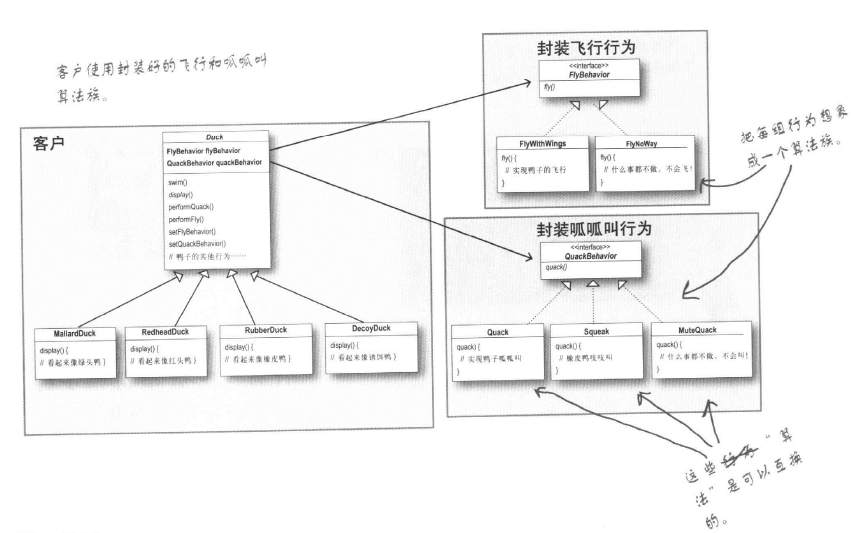 客户使用封装好的飞行和呱呱叫
算法族。
客户
Duck
FlyBehavior flyBehavior
QuackBehavior quackBehavior
swim()
display()
performQuack()
performFly()
setFlyBehavior()
setQuackBehavior()
// 鸭子的其他行为……
MallardDuck
display() {
// 看起来像绿头鸭 }
RedheadDuck
display() {
// 看起来像红头鸭 }
RubberDuck
display() {
// 看起来像橡皮鸭 }
DecoyDuck
display() {
// 看起来像诱饵鸭 }
封装飞行行为
<<interface>>
FlyBehavior
fly()
FlyWithWings
fly() {
// 实现鸭子的飞行
}
FlyNoWay
fly() {
// 什么事都不做，不会飞!
}
把每组行为想象
成一个算法族。
封装呱呱叫行为
<<interface>>
QuackBehavior
quack()
Quack
quack() {
// 实现鸭子呱呱叫
}
Squeak
quack() {
// 橡皮鸭吱吱叫
}
MuteQuack
quack() {
// 什么事都不做，不会叫!
}
这些行为“算
法”是可以互换
的。